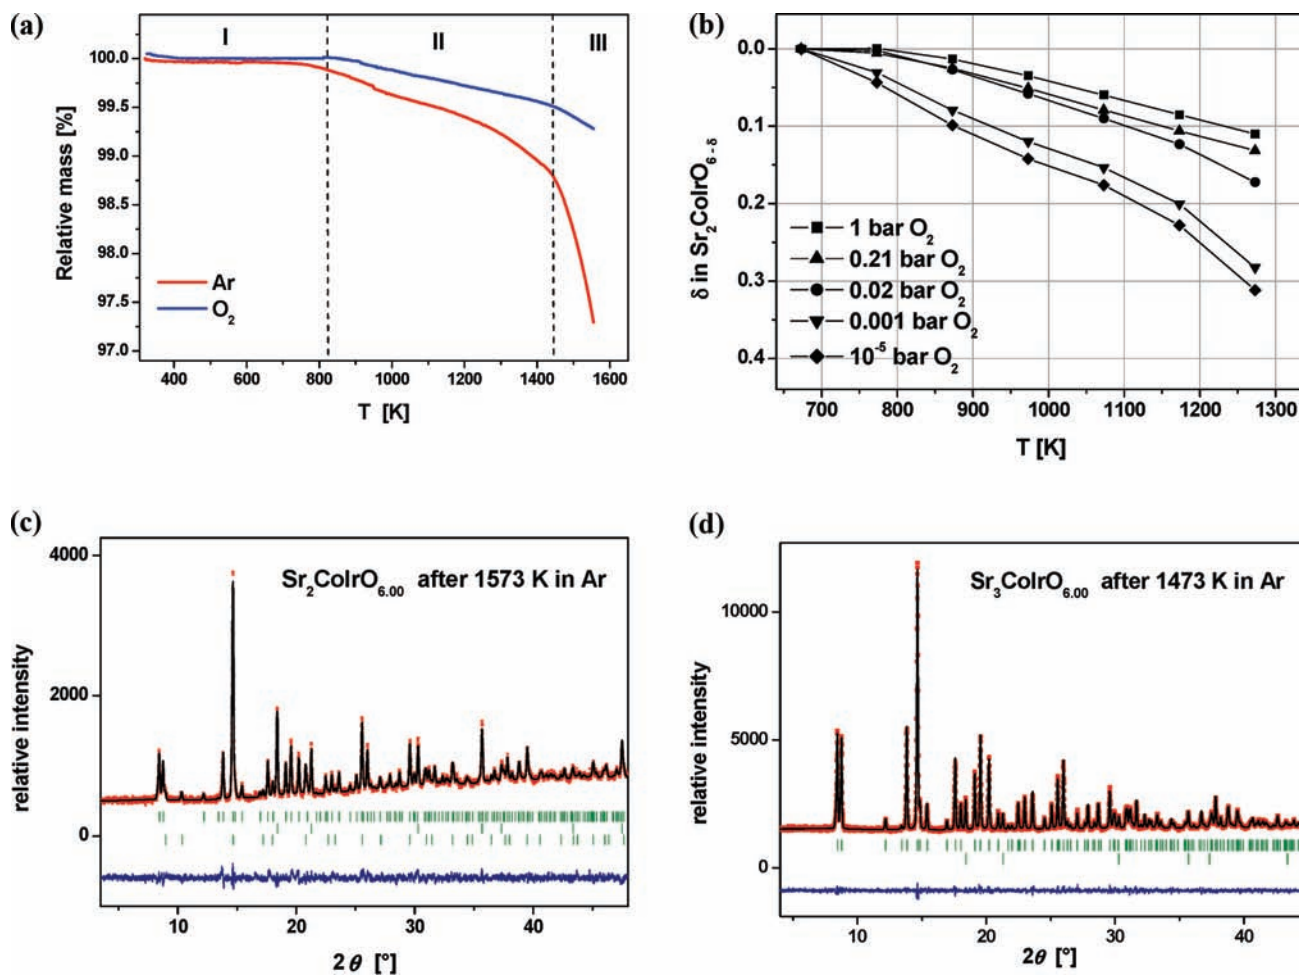 (a)
I
II
III
100.0
99.5
99.0
98.5
98.0
97.5
97.0
Relative mass [%]
Ar
O2
400
600
800
1000
1200
1400
1600
T [K]
(b)
0.0
0.1
0.2
0.3
0.4
δ in Sr2CoIrO6-δ
1 bar O2
0.21 bar O2
0.02 bar O2
0.001 bar O2
10-5 bar O2
700
800
900
1000
1100
1200
1300
T [K]
(c)
4000
2000
0
relative intensity
Sr2CoIrO6.00 after 1573 K in Ar
10
20
30
40
2θ [°]
(d)
10000
5000
0
relative intensity
Sr3CoIrO6.00 after 1473 K in Ar
10
20
30
40
2θ [°]